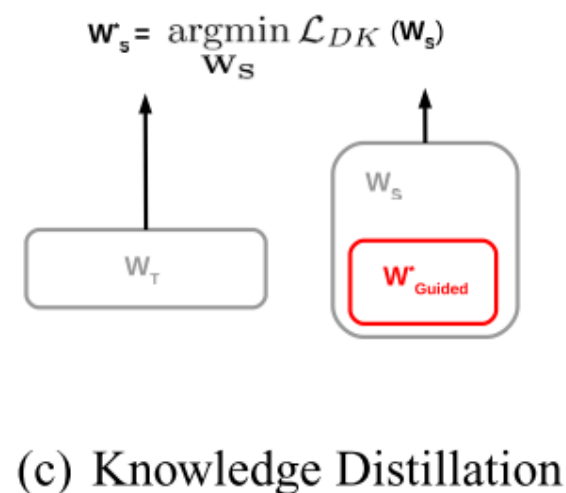 W*S = argmin ℒDK (WS)
WS
WS
WT
W*Guided
(c) Knowledge Distillation